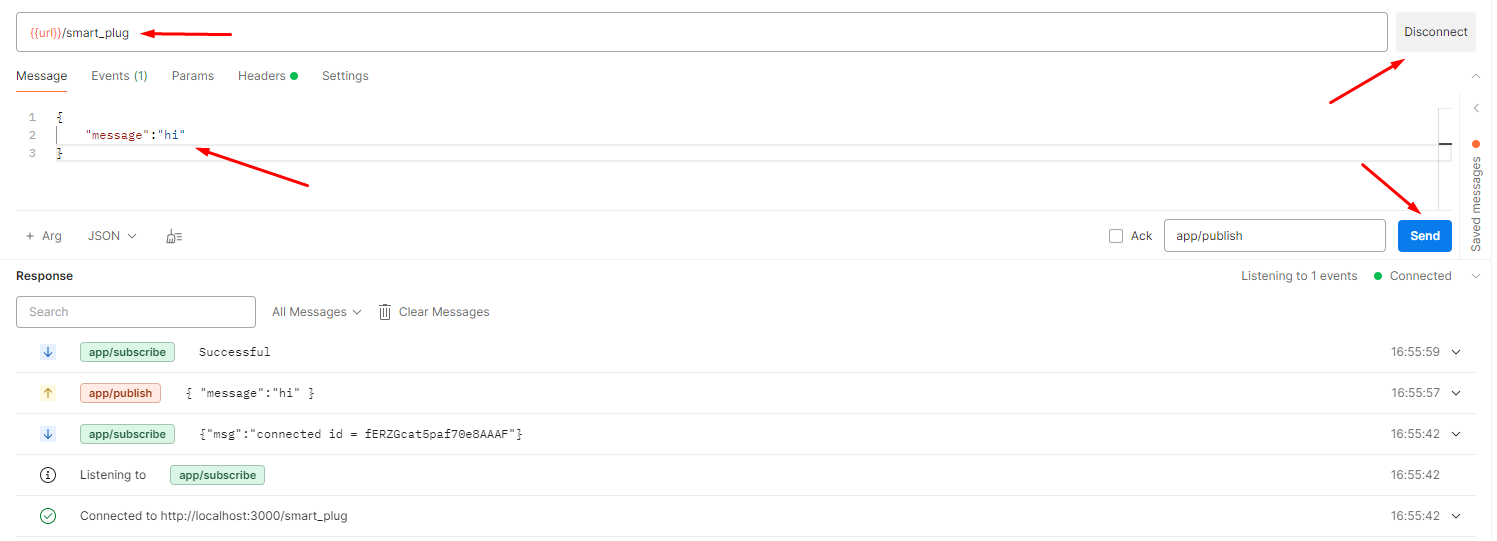 {{url}}/smart_plug Disconnect
Message Events (1) Params Headers Settings
1 {
2 "message":"hi"
3 }
Saved messages
+ Arg JSON Ack app/publish Send
Response Listening to 1 events Connected
Search All Messages Clear Messages
app/subscribe Successful 16:55:59
app/publish { "message":"hi" } 16:55:57
app/subscribe {"msg":"connected id = fERZGcat5paf70e8AAAF"} 16:55:42
Listening to app/subscribe 16:55:42
Connected to http://localhost:3000/smart_plug 16:55:42